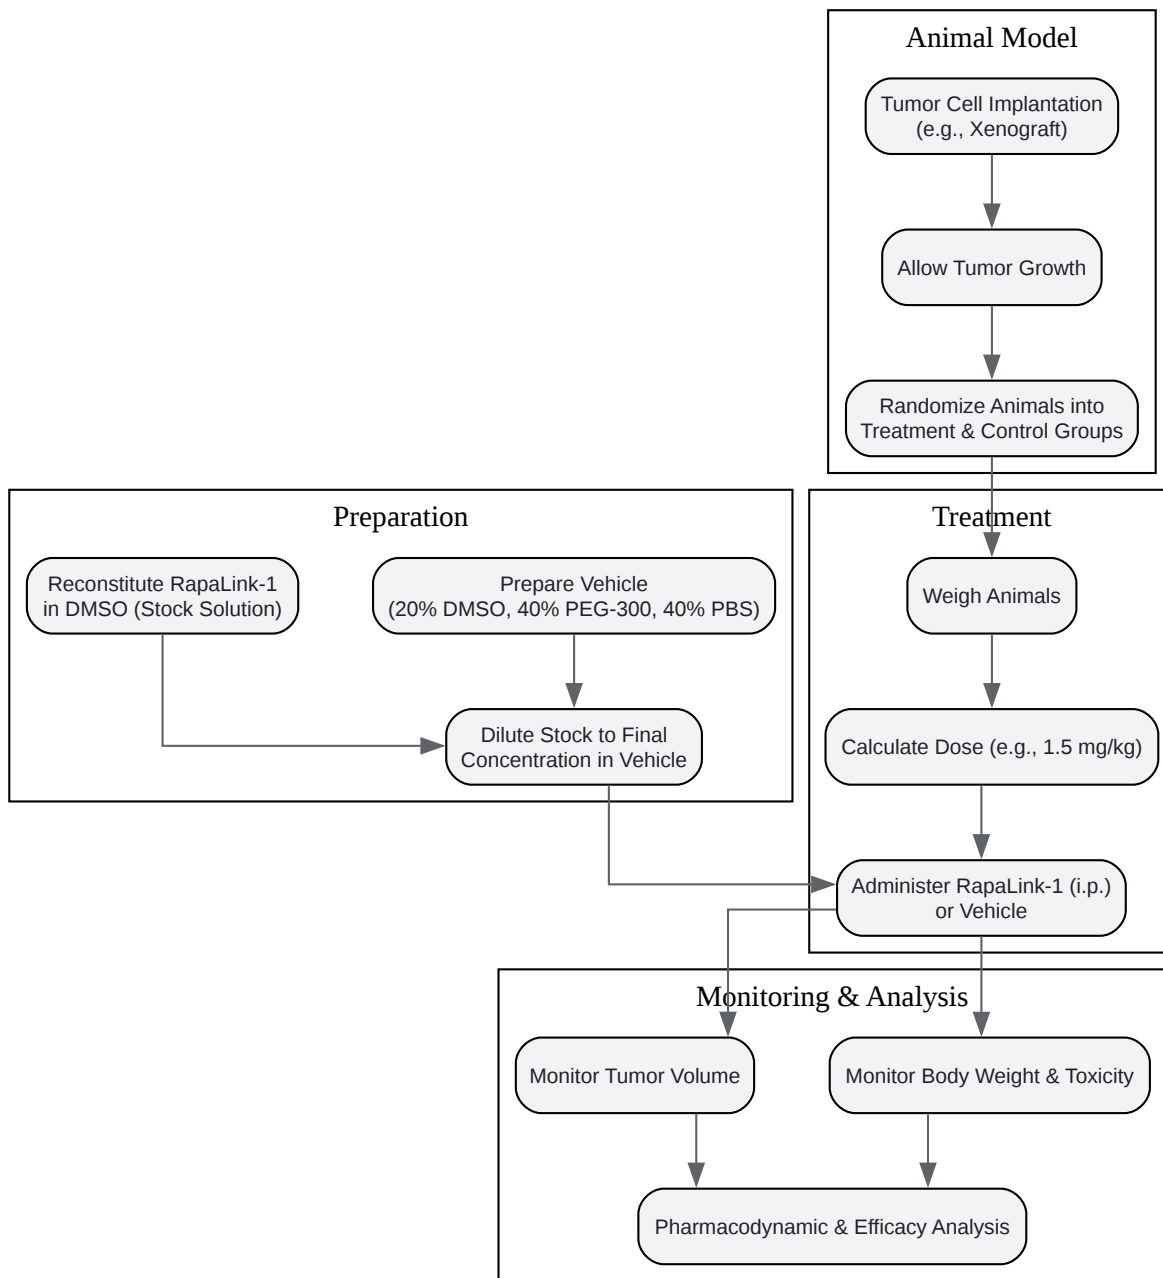 Animal Model
Tumor Cell Implantation
(e.g., Xenograft)
Allow Tumor Growth
Randomize Animals into
Treatment & Control Groups
Preparation
Reconstitute RapaLink-1
in DMSO (Stock Solution)
Prepare Vehicle
(20% DMSO, 40% PEG-300, 40% PBS)
Dilute Stock to Final
Concentration in Vehicle
Treatment
Weigh Animals
Calculate Dose (e.g., 1.5 mg/kg)
Administer RapaLink-1 (i.p.)
or Vehicle
Monitoring & Analysis
Monitor Tumor Volume
Monitor Body Weight & Toxicity
Pharmacodynamic & Efficacy Analysis